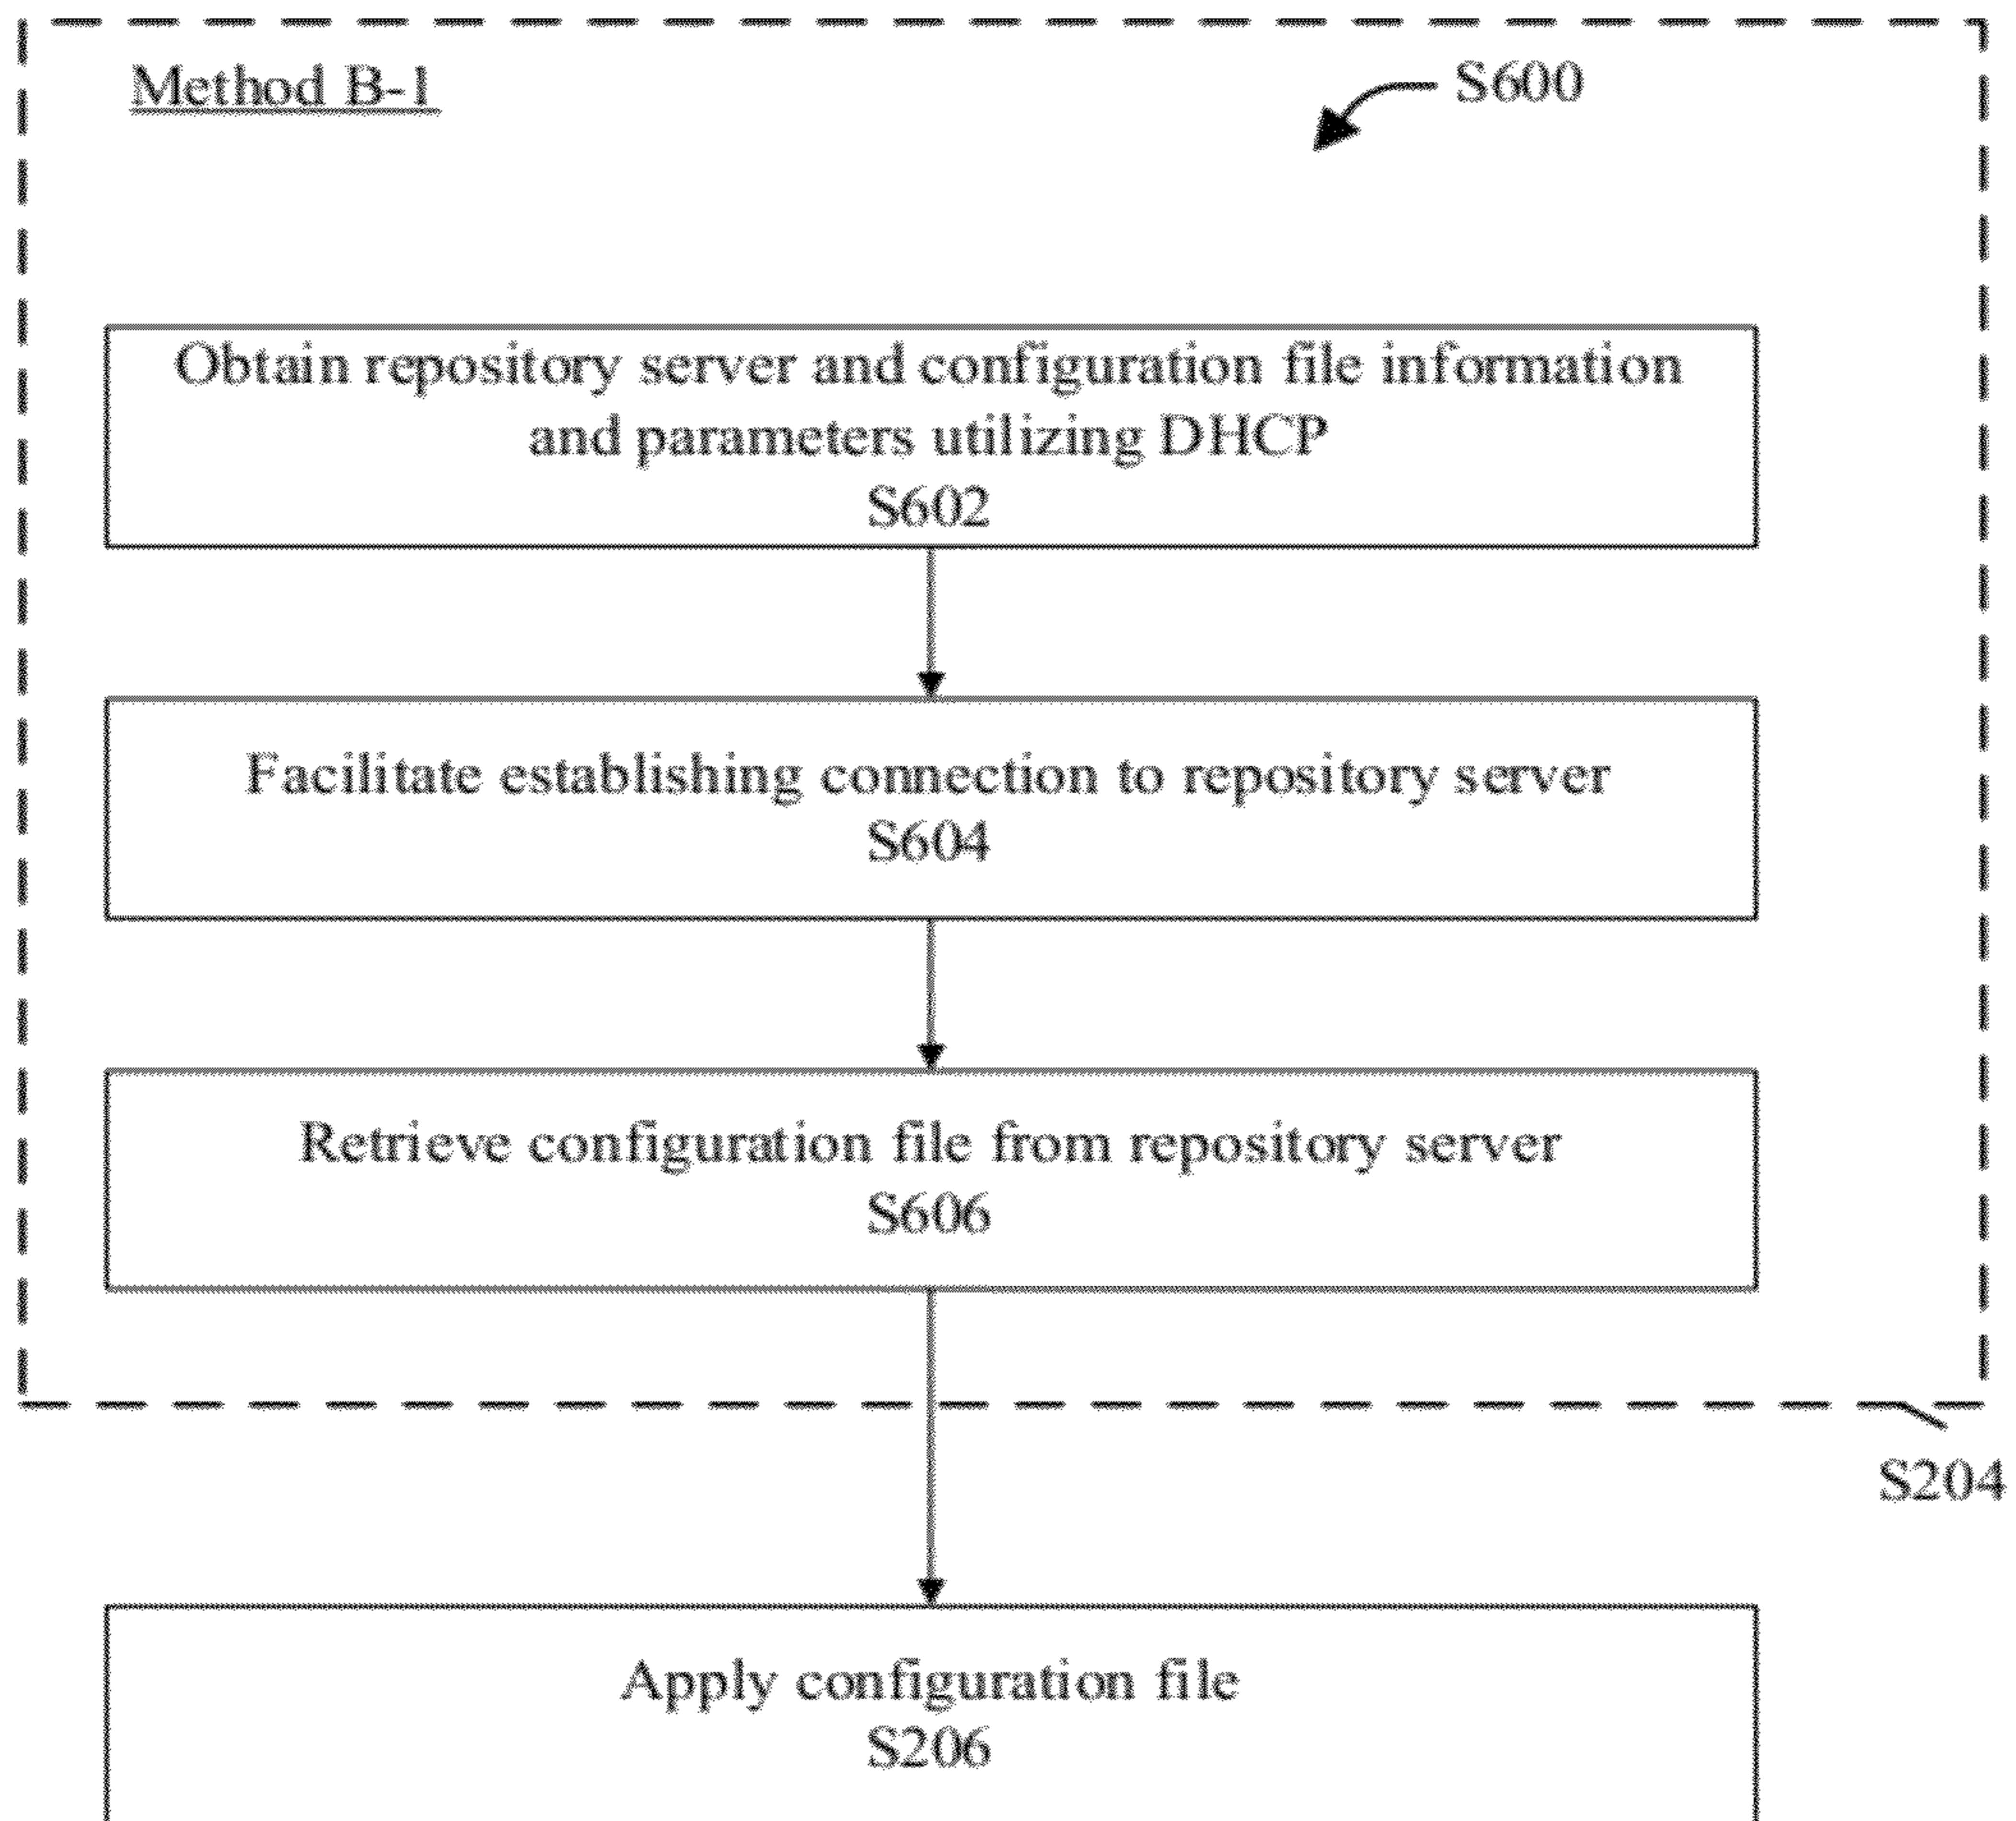 Method B-1
S600
Obtain repository server and configuration file information
and parameters utilizing DHCP
S602
Facilitate establishing connection to repository server
S604
Retrieve configuration file from repository server
S606
S204
Apply configuration file
S206